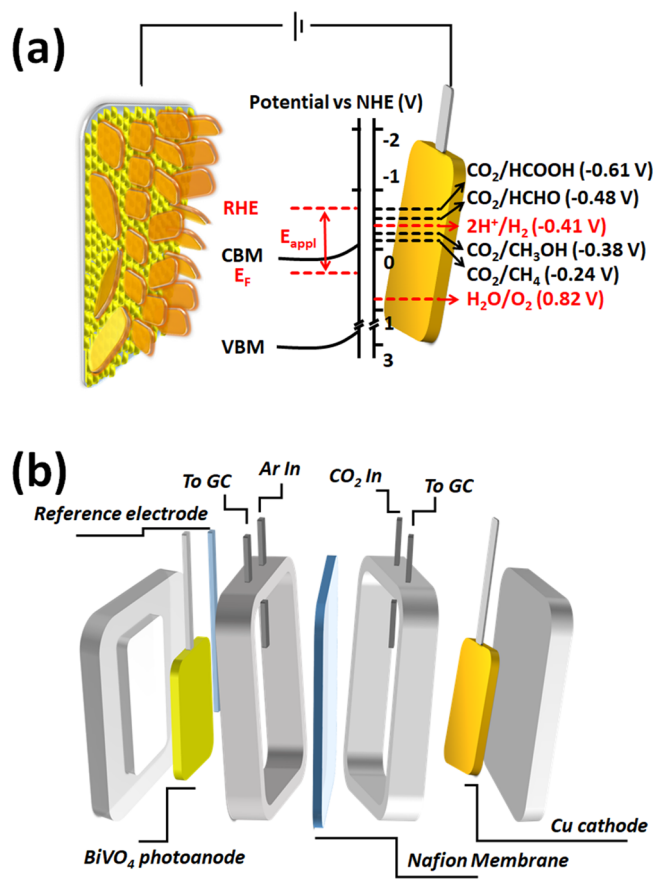 (a)
Potential vs NHE (V)
-2
-1
0
1
3
RHE
E_appl
CBM
E_F
VBM
CO₂/HCOOH (-0.61 V)
CO₂/HCHO (-0.48 V)
2H⁺/H₂ (-0.41 V)
CO₂/CH₃OH (-0.38 V)
CO₂/CH₄ (-0.24 V)
H₂O/O₂ (0.82 V)
(b)
Reference electrode
To GC
Ar In
CO₂ In
To GC
BiVO₄ photoanode
Nafion Membrane
Cu cathode